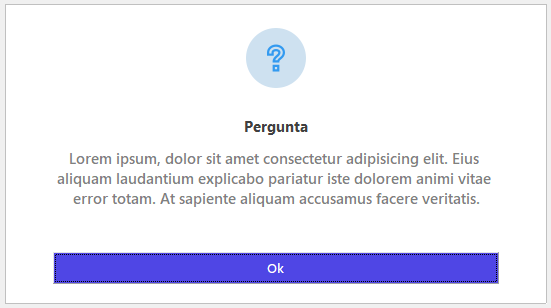 ?
Pergunta
Lorem ipsum, dolor sit amet consectetur adipisicing elit. Eius
aliquam laudantium explicabo pariatur iste dolorem animi vitae
error totam. At sapiente aliquam accusamus facere veritatis.
Ok